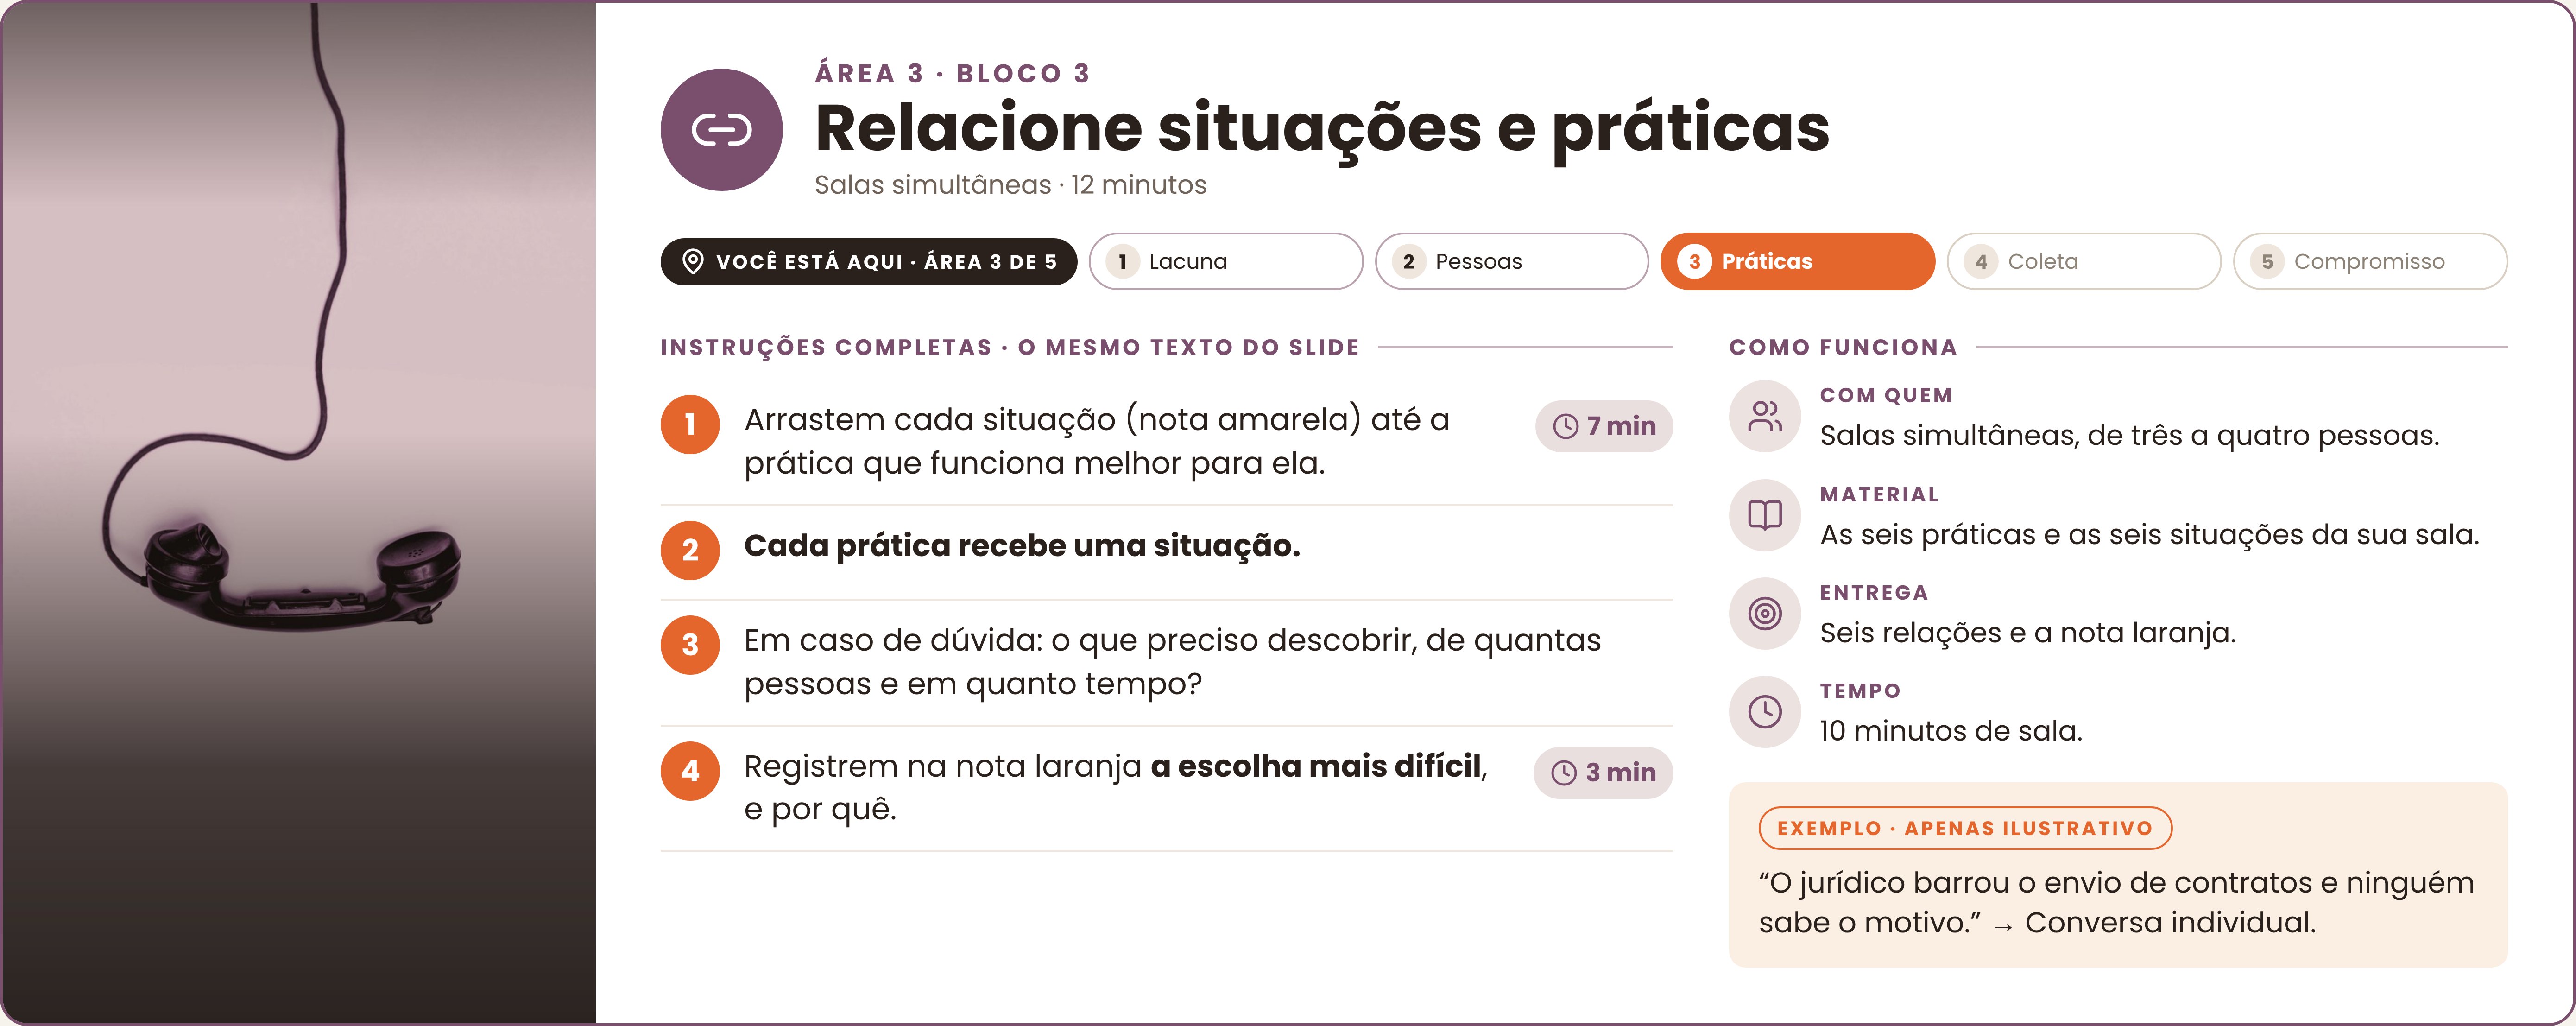 ÁREA 3 · BLOCO 3
Relacione situações e práticas
Salas simultâneas · 12 minutos
VOCÊ ESTÁ AQUI · ÁREA 3 DE 5
1 Lacuna
2 Pessoas
3 Práticas
4 Coleta
5 Compromisso
INSTRUÇÕES COMPLETAS · O MESMO TEXTO DO SLIDE
1 Arrastem cada situação (nota amarela) até a
prática que funciona melhor para ela.
7 min
2 Cada prática recebe uma situação.
3 Em caso de dúvida: o que preciso descobrir, de quantas
pessoas e em quanto tempo?
4 Registrem na nota laranja a escolha mais difícil,
e por quê.
3 min
COMO FUNCIONA
COM QUEM
Salas simultâneas, de três a quatro pessoas.
MATERIAL
As seis práticas e as seis situações da sua sala.
ENTREGA
Seis relações e a nota laranja.
TEMPO
10 minutos de sala.
EXEMPLO · APENAS ILUSTRATIVO
“O jurídico barrou o envio de contratos e ninguém
sabe o motivo.” → Conversa individual.